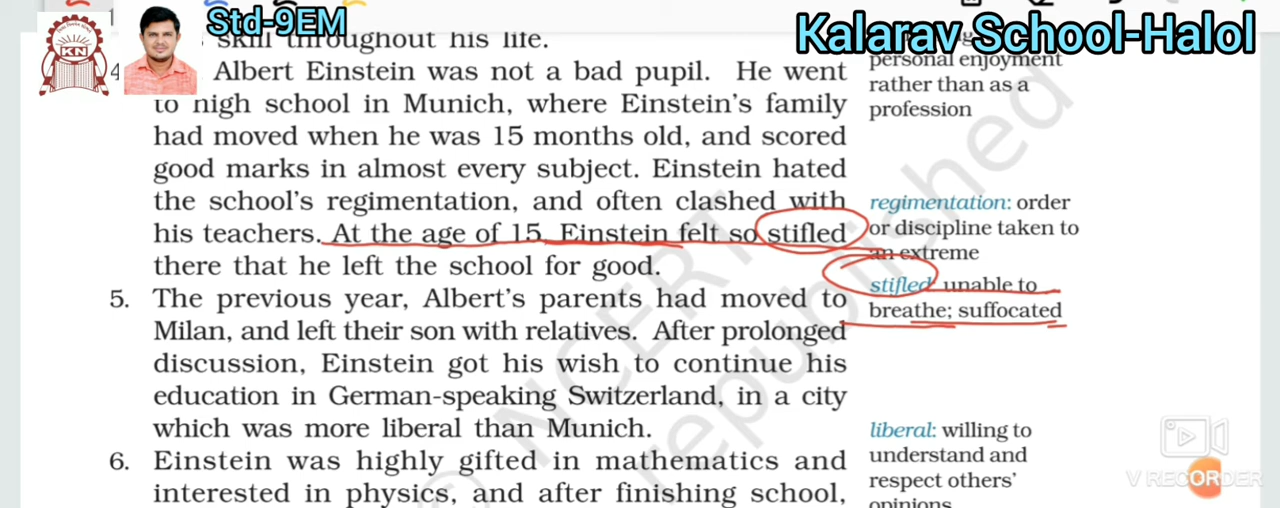 Std-9EM
Kalarav School-Halol
KN
skill throughout his life.
personal enjoyment
rather than as a
profession
4
Albert Einstein was not a bad pupil. He went
to high school in Munich, where Einstein's family
had moved when he was 15 months old, and scored
good marks in almost every subject. Einstein hated
the school's regimentation, and often clashed with
his teachers. At the age of 15, Einstein felt so stifled
there that he left the school for good.
regimentation: order
or discipline taken to
an extreme
stifled: unable to
breathe; suffocated
5. The previous year, Albert's parents had moved to
Milan, and left their son with relatives. After prolonged
discussion, Einstein got his wish to continue his
education in German-speaking Switzerland, in a city
which was more liberal than Munich.
liberal: willing to
understand and
respect others'
opinions
6. Einstein was highly gifted in mathematics and
interested in physics, and after finishing school,
© NCERT
republished
V RECORDER